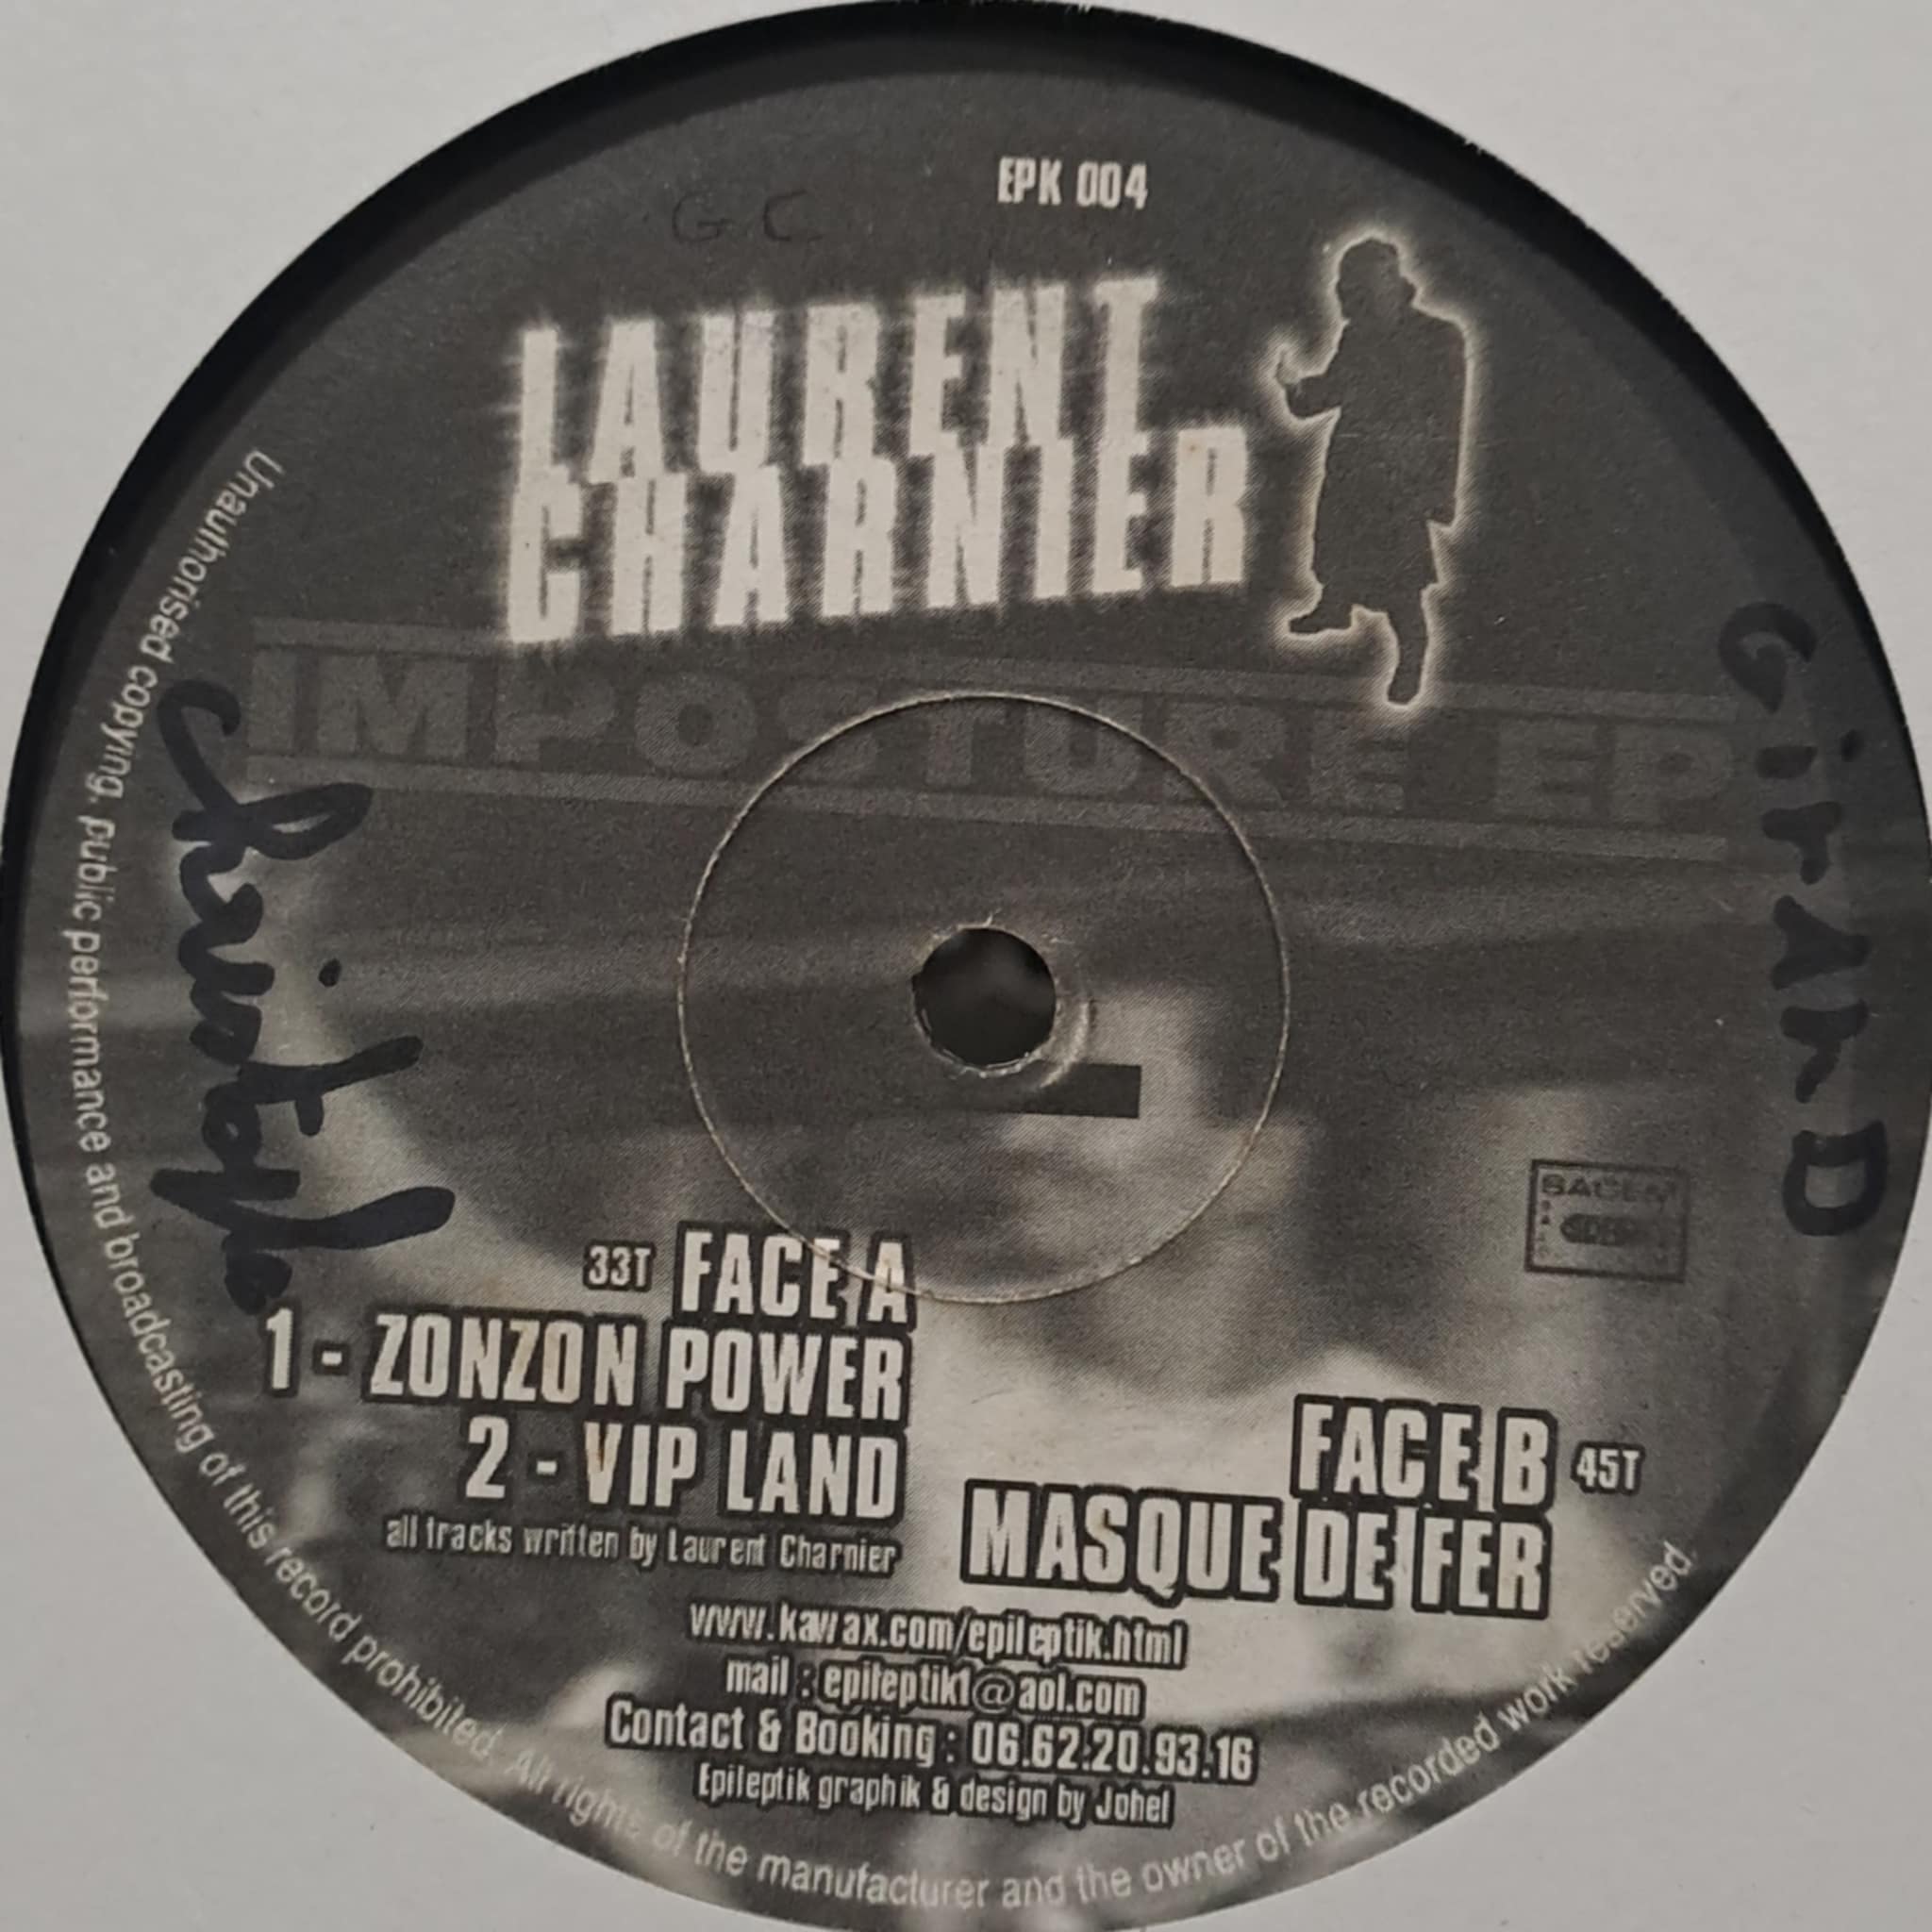 EPK 004
G.C
LAURENT
CHARNIER
IMPOSTURE EP
GirArD
33T FACE A
1 - ZONZON POWER
2 - VIP LAND
all tracks written by Laurent Charnier
FACE B 45T
MASQUE DE FER
www.kawax.com/epileptik.html
mail : epileptik1@aol.com
Contact & Booking : 06.62.20.93.16
Epileptik graphik & design by Johel
Unauthorised copying, public performance and broadcasting of this record prohibited. All rights of the manufacturer and the owner of the recorded work reserved.